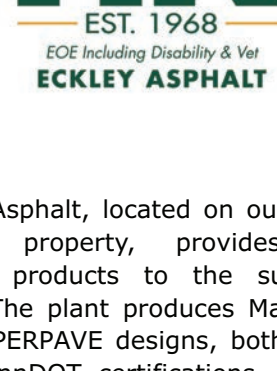 EST. 1968
EOE Including Disability & Vet
ECKLEY ASPHALT
Asphalt, located on
property, provides
products to the
The plant produces
designs, both
certifications